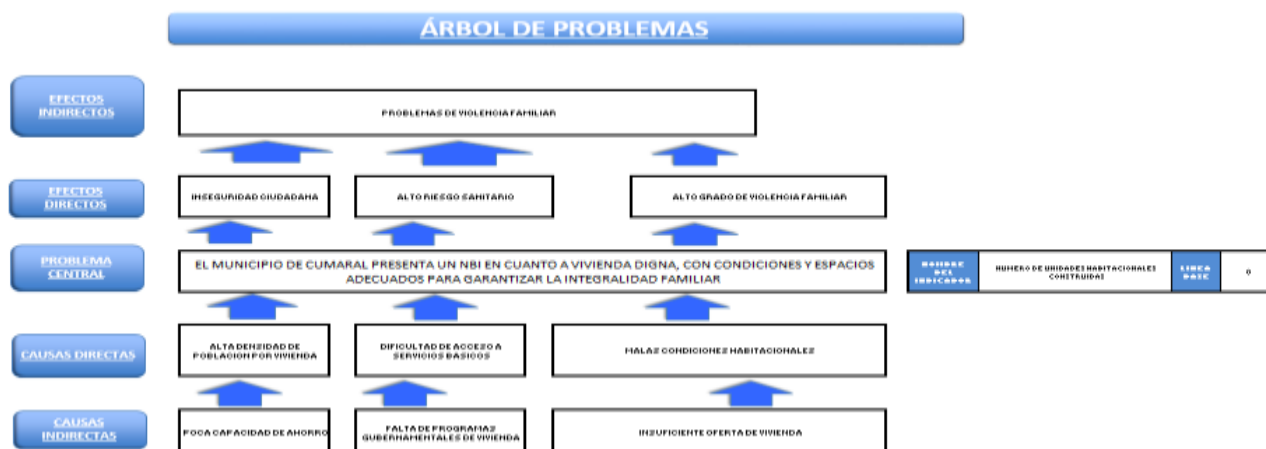 ÁRBOL DE PROBLEMAS
EFECTOS
INDIRECTOS
PROBLEMAS DE VIOLENCIA FAMILIAR
EFECTOS
DIRECTOS
INSEGURIDAD CIUDADANA
ALTO RIESGO SANITARIO
ALTO GRADO DE VIOLENCIA FAMILIAR
PROBLEMA
CENTRAL
EL MUNICIPIO DE CUMARAL PRESENTA UN NBI EN CUANTO A VIVIENDA DIGNA, CON CONDICIONES Y ESPACIOS
ADECUADOS PARA GARANTIZAR LA INTEGRALIDAD FAMILIAR
NOMBRE
DEL
INDICADOR
NUMERO DE UNIDADES HABITACIONALES
CONSTRUIDAS
LINEA
BASE
0
CAUSAS DIRECTAS
ALTA DENSIDAD DE
POBLACION POR VIVIENDA
DIFICULTAD DE ACCESO A
SERVICIOS BASICOS
MALAS CONDICIONES HABITACIONALES
CAUSAS
INDIRECTAS
POCA CAPACIDAD DE AHORRO
FALTA DE PROGRAMAS
GUBERNAMENTALES DE VIVIENDA
INSUFICIENTE OFERTA DE VIVIENDA